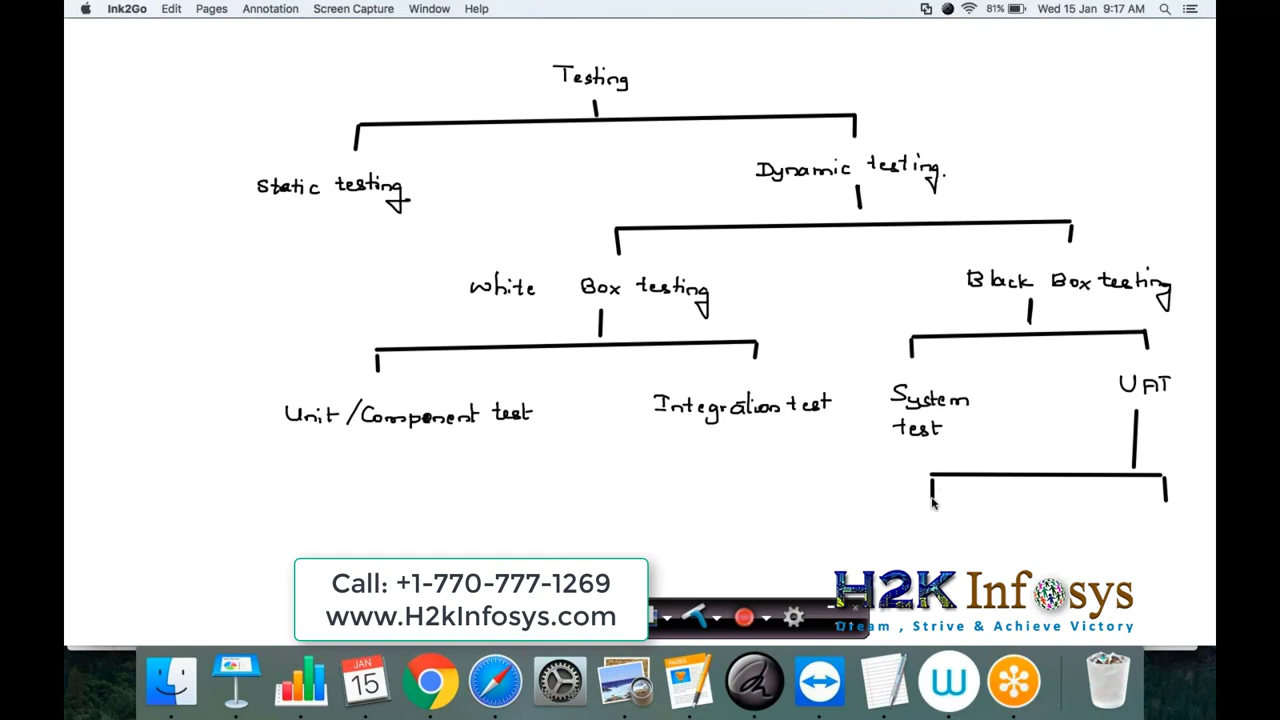 Ink2Go Edit Pages Annotation Screen Capture Window Help 81% Wed 15 Jan 9:17 AM
Testing
Static testing
Dynamic testing.
White Box testing
Black Box testing
Unit/Component test
Integration test
System
test
UAT
Call: +1-770-777-1269
www.H2kInfosys.com
H2K Infosys
Dream , Strive & Achieve Victory
JAN
15
PAGES
W